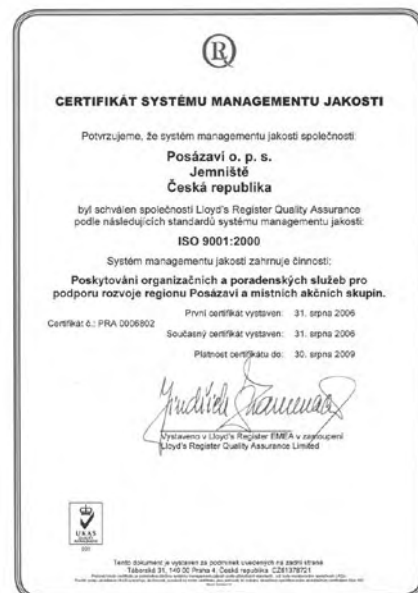 CERTIFIKÁT SYSTÉMU MANAGEMENTU JAKOSTI
Potvrzujeme, že systém managementu jakosti společnosti:
Posázaví o. p. s.
Jemniště
Česká republika
byl schválen společností Lloyd's Register Quality Assurance
podle následujících standardů systému managementu jakosti:
ISO 9001:2000
Systém managementu jakosti zahrnuje činnosti:
Poskytování organizačních a poradenských služeb pro
podporu rozvoje regionu Posázaví a místních akčních skupin.
Certifikát č.: PRA 0006802
První certifikát vystaven: 31. srpna 2006
Současný certifikát vystaven: 31. srpna 2006
Platnost certifikátu do: 30. srpna 2009
Vystaveno v Lloyd's Register EMEA v zastoupení
Lloyd's Register Quality Assurance Limited
UKAS
QUALITY
MANAGEMENT
Tento dokument je vystaven za podmínek uvedených na zadní straně
Táborská 31, 140 00 Praha 4, Česká republika